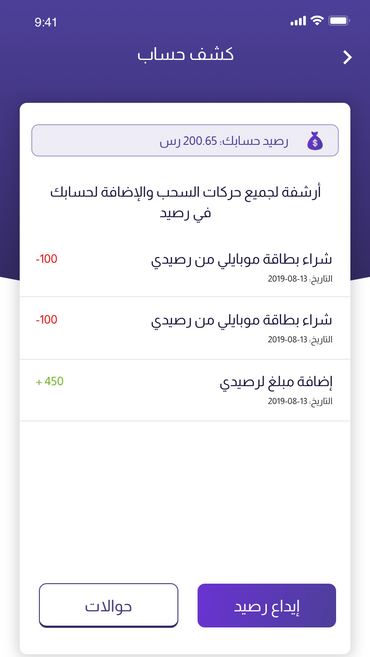 9:41
كشف حساب
رصيد حسابك: 200.65 رس
أرشفة لجميع حركات السحب والإضافة لحسابك
في رصيد
شراء بطاقة موبايلي من رصيدي
-100
التاريخ: 13-08-2019
شراء بطاقة موبايلي من رصيدي
-100
التاريخ: 13-08-2019
إضافة مبلغ لرصيدي
+ 450
التاريخ: 13-08-2019
إيداع رصيد
حوالات